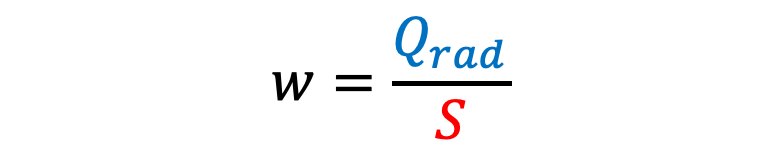 w = Q_rad / S